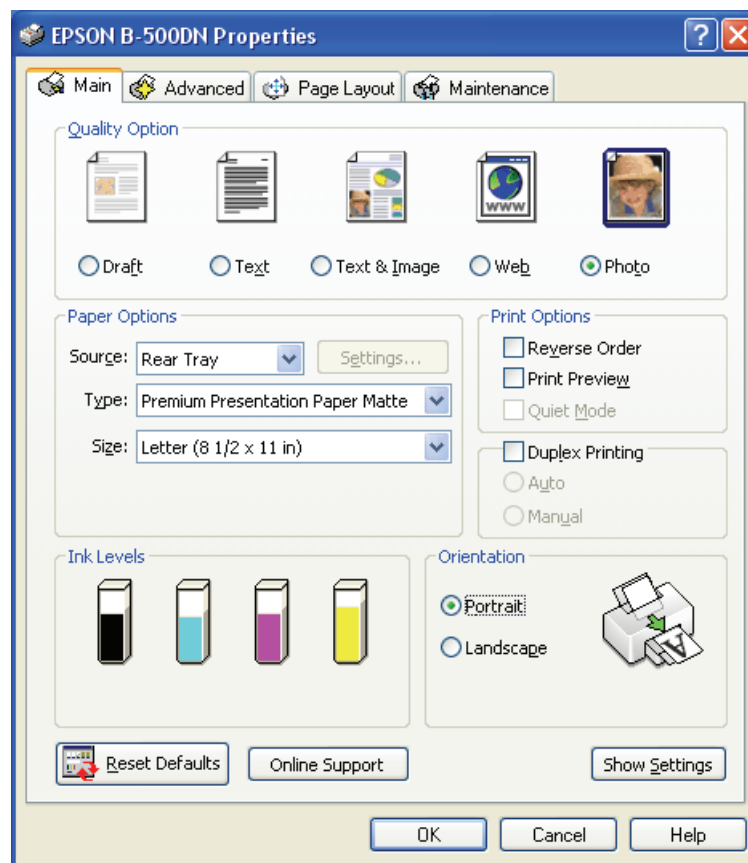 EPSON B-500DN Properties
Main Advanced Page Layout Maintenance
Quality Option
WWW
Draft Text Text & Image Web Photo
Paper Options
Source: Rear Tray Settings...
Type: Premium Presentation Paper Matte
Size: Letter (8 1/2 x 11 in)
Print Options
Reverse Order
Print Preview
Quiet Mode
Duplex Printing
Auto
Manual
Ink Levels
Orientation
Portrait
Landscape
A
Reset Defaults Online Support Show Settings
OK Cancel Help